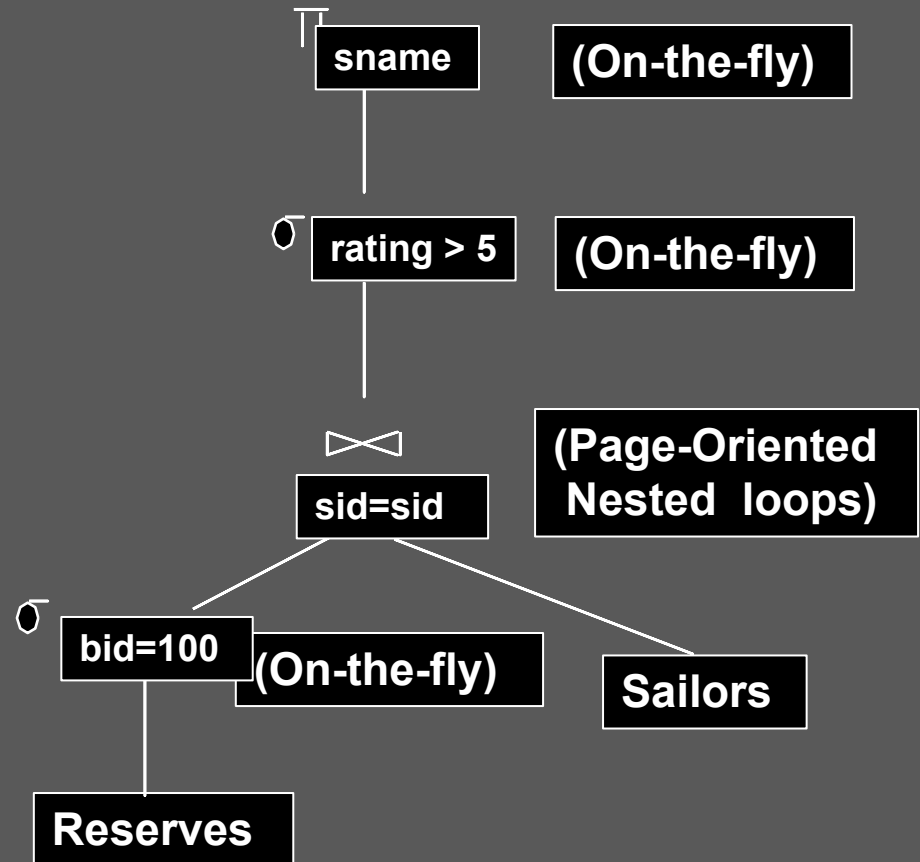 π sname (On-the-fly)
σ rating > 5 (On-the-fly)
⋈
sid=sid (Page-Oriented
Nested loops)
σ bid=100 (On-the-fly)
Sailors
Reserves